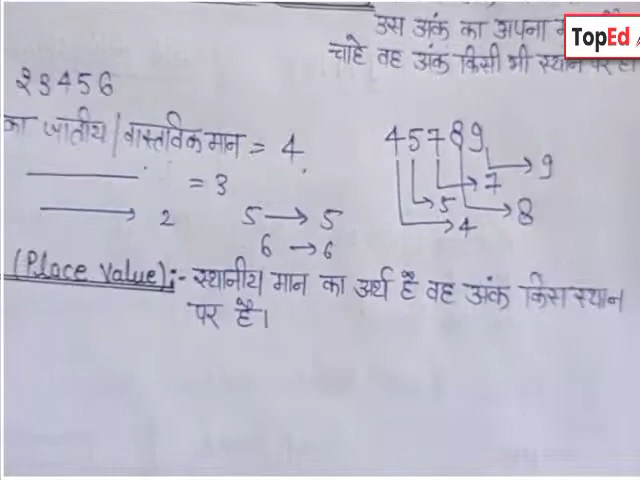 उस अंक का अपना
TopEd
चाहे वह अंक किसी भी स्थान पर हो
23456
का जातीय/वास्तविक मान = 4
45789
= 3
9
7
2
5 → 5
5
8
6 → 6
4
(Place Value):- स्थानीय मान का अर्थ है वह अंक किस स्थान
पर है।